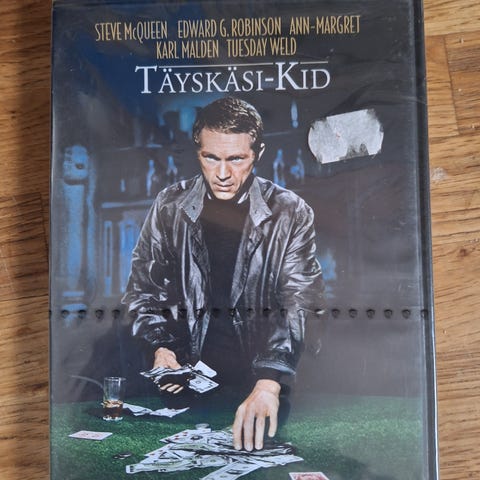 STEVE McQUEEN EDWARD G. ROBINSON ANN-MARGRET
KARL MALDEN TUESDAY WELD
TÄYSKÄSI-KID